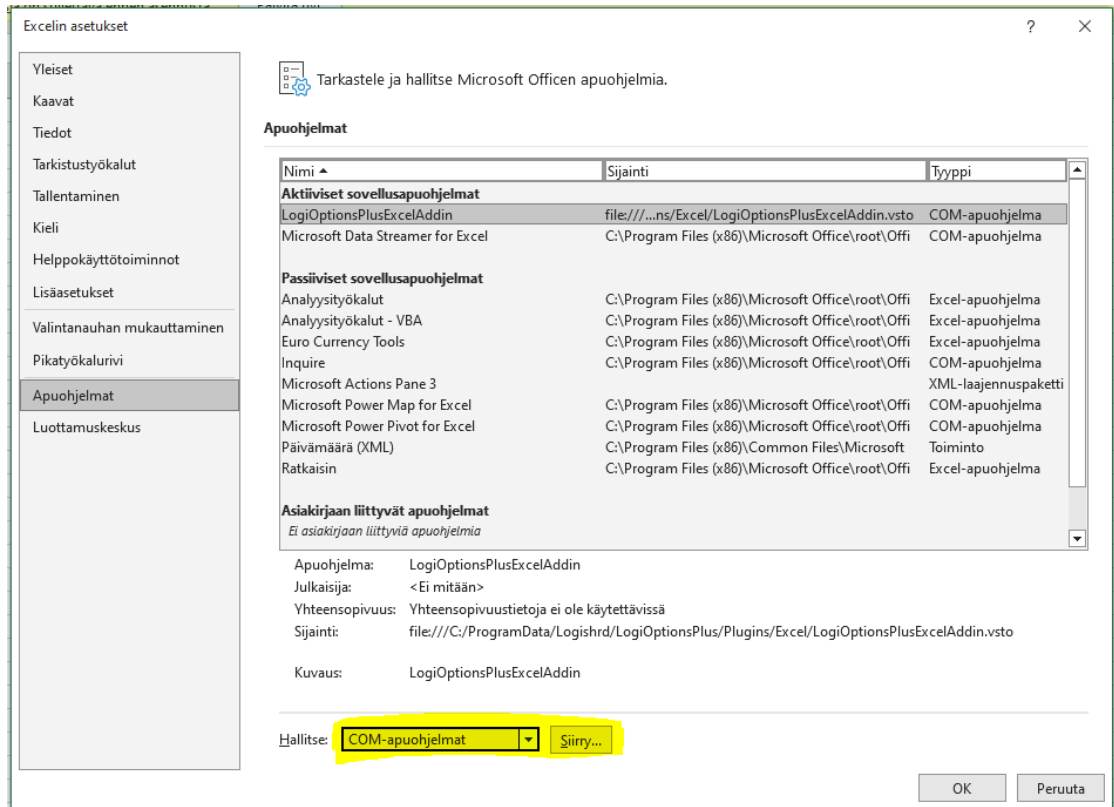 Excelin asetukset
?
Yleiset
Kaavat
Tiedot
Tarkistustyökalut
Tallentaminen
Kieli
Helppokäyttötoiminnot
Lisäasetukset
Valintanauhan mukauttaminen
Pikatyökalurivi
Apuohjelmat
Luottamuskeskus
Tarkastele ja hallitse Microsoft Officen apuohjelmia.
Apuohjelmat
Nimi Sijainti Tyyppi
Aktiiviset sovellusapuohjelmat
LogiOptionsPlusExcelAddin file:///...ns/Excel/LogiOptionsPlusExcelAddin.vsto COM-apuohjelma
Microsoft Data Streamer for Excel C:\Program Files (x86)\Microsoft Office\root\Offi COM-apuohjelma
Passiiviset sovellusapuohjelmat
Analyysityökalut C:\Program Files (x86)\Microsoft Office\root\Offi Excel-apuohjelma
Analyysityökalut - VBA C:\Program Files (x86)\Microsoft Office\root\Offi Excel-apuohjelma
Euro Currency Tools C:\Program Files (x86)\Microsoft Office\root\Offi Excel-apuohjelma
Inquire C:\Program Files (x86)\Microsoft Office\root\Offi COM-apuohjelma
Microsoft Actions Pane 3 XML-laajennuspaketti
Microsoft Power Map for Excel C:\Program Files (x86)\Microsoft Office\root\Offi COM-apuohjelma
Microsoft Power Pivot for Excel C:\Program Files (x86)\Microsoft Office\root\Offi COM-apuohjelma
Päivämäärä (XML) C:\Program Files (x86)\Common Files\Microsoft Toiminto
Ratkaisin C:\Program Files (x86)\Microsoft Office\root\Offi Excel-apuohjelma
Asiakirjaan liittyvät apuohjelmat
Ei asiakirjaan liittyviä apuohjelmia
Apuohjelma: LogiOptionsPlusExcelAddin
Julkaisija: <Ei mitään>
Yhteensopivuus: Yhteensopivuustietoja ei ole käytettävissä
Sijainti: file:///C:/ProgramData/Logishrd/LogiOptionsPlus/Plugins/Excel/LogiOptionsPlusExcelAddin.vsto
Kuvaus: LogiOptionsPlusExcelAddin
Hallitse: COM-apuohjelmat Siirry...
OK Peruuta